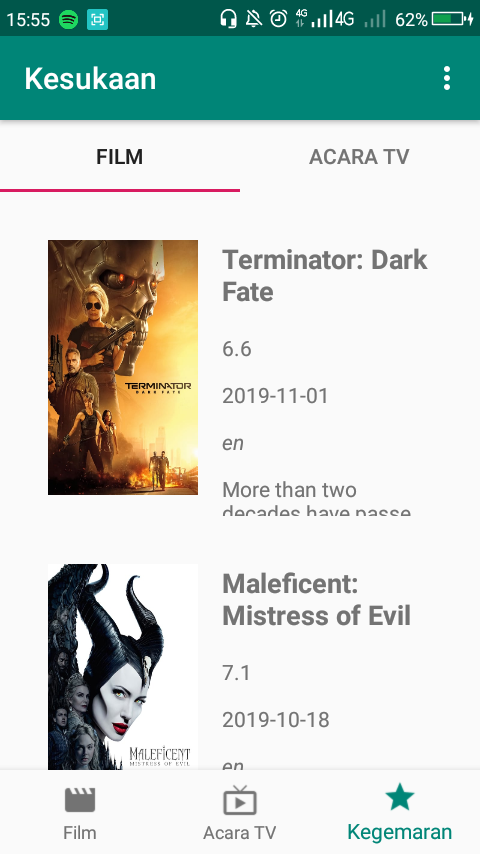 15:55 4G 4G 62%
Kesukaan
FILM ACARA TV
Terminator: Dark
Fate
6.6
2019-11-01
en
More than two
decades have passe
TERMINATOR
DARK FATE
Maleficent:
Mistress of Evil
7.1
2019-10-18
en
MALEFICENT
MISTRESS OF EVIL
Film Acara TV Kegemaran